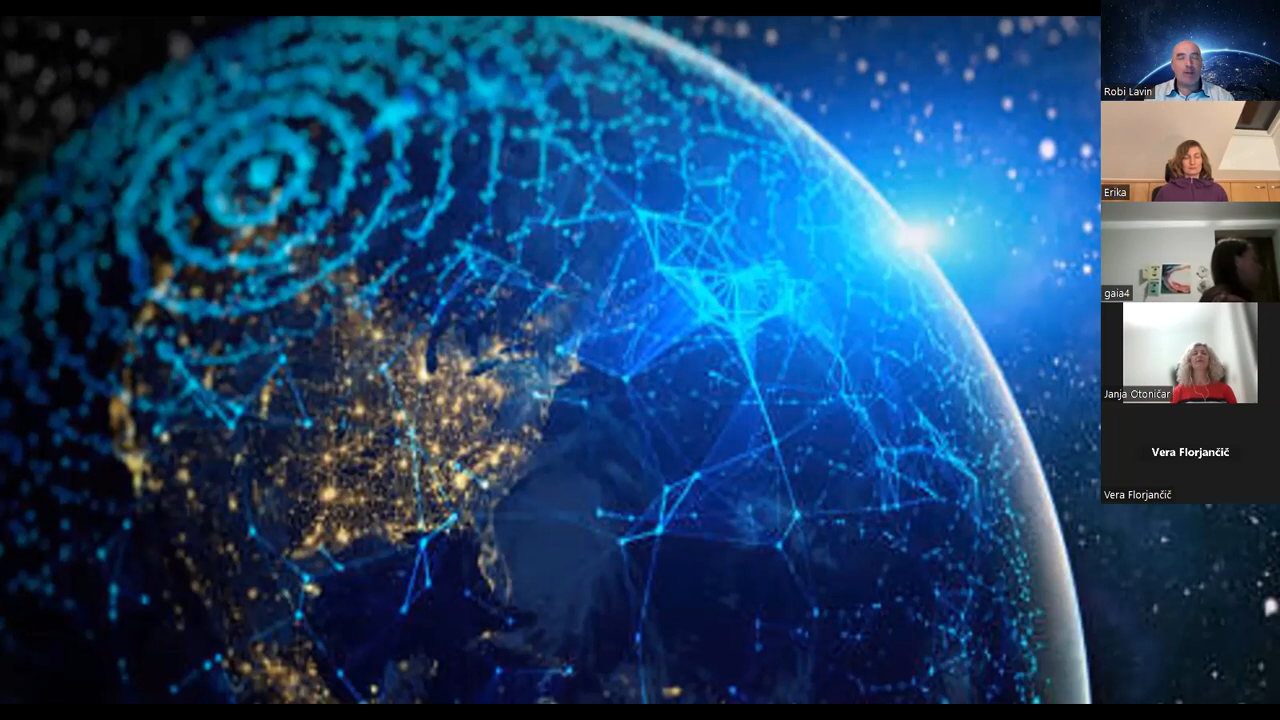 Robi Lavin
Erika
gaia4
Janja Otoničar
Vera Florjančič
Vera Florjančič